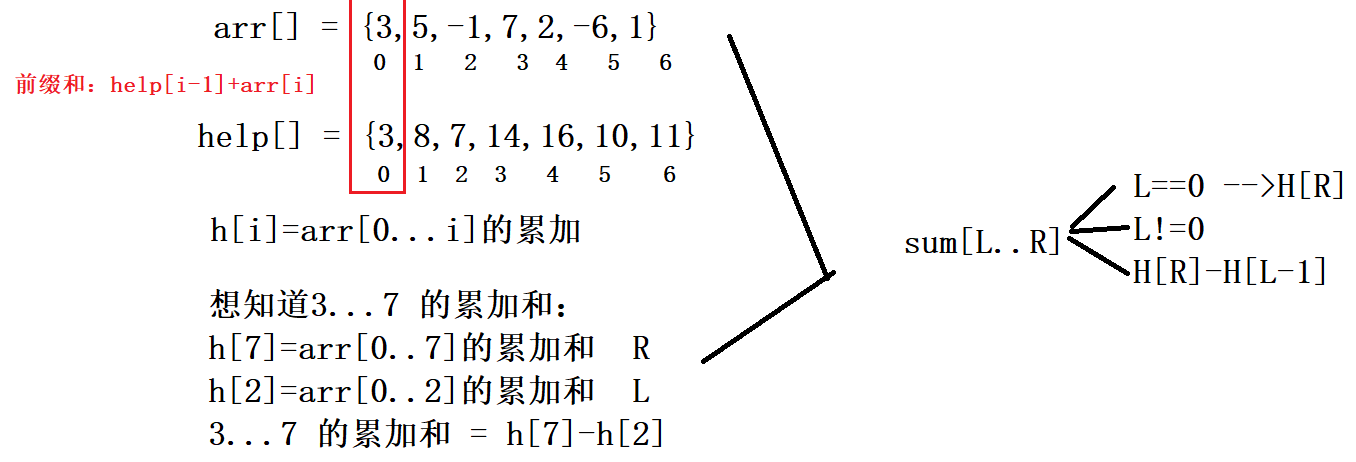 arr[] = {3,5,-1,7,2,-6,1}
0 1 2 3 4 5 6
前缀和：help[i-1]+arr[i]
help[] = {3,8,7,14,16,10,11}
0 1 2 3 4 5 6
h[i]=arr[0...i]的累加
想知道3...7 的累加和：
h[7]=arr[0..7]的累加和 R
h[2]=arr[0..2]的累加和 L
3...7 的累加和 = h[7]-h[2]
sum[L..R]
L==0 -->H[R]
L!=0
H[R]-H[L-1]